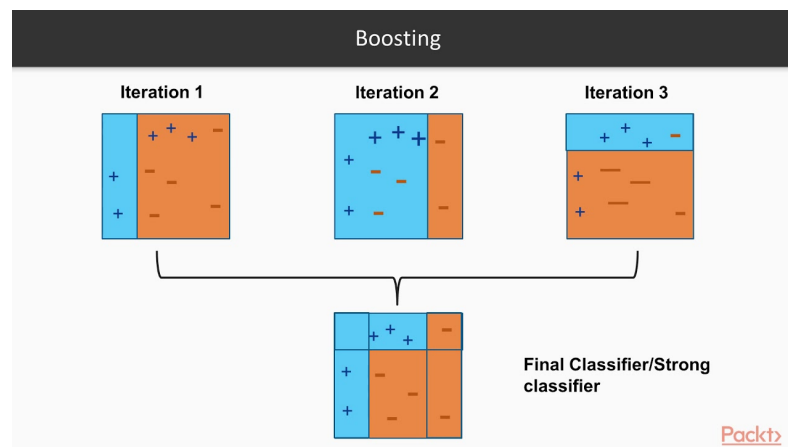 Boosting
Iteration 1
Iteration 2
Iteration 3
Final Classifier/Strong
classifier
Packt>